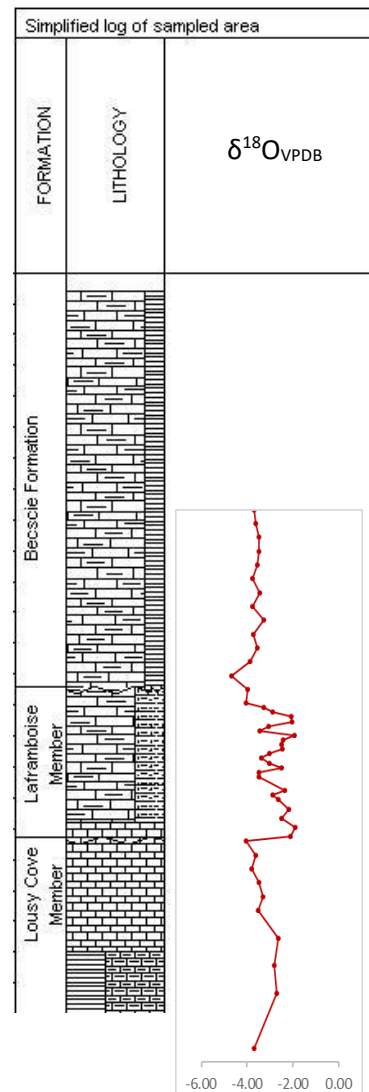 Simplified log of sampled area
FORMATION
LITHOLOGY
δ¹⁸OVPDB
Becscie Formation
Laframboise
Member
Lousy Cove
Member
-6.00 -4.00 -2.00 0.00